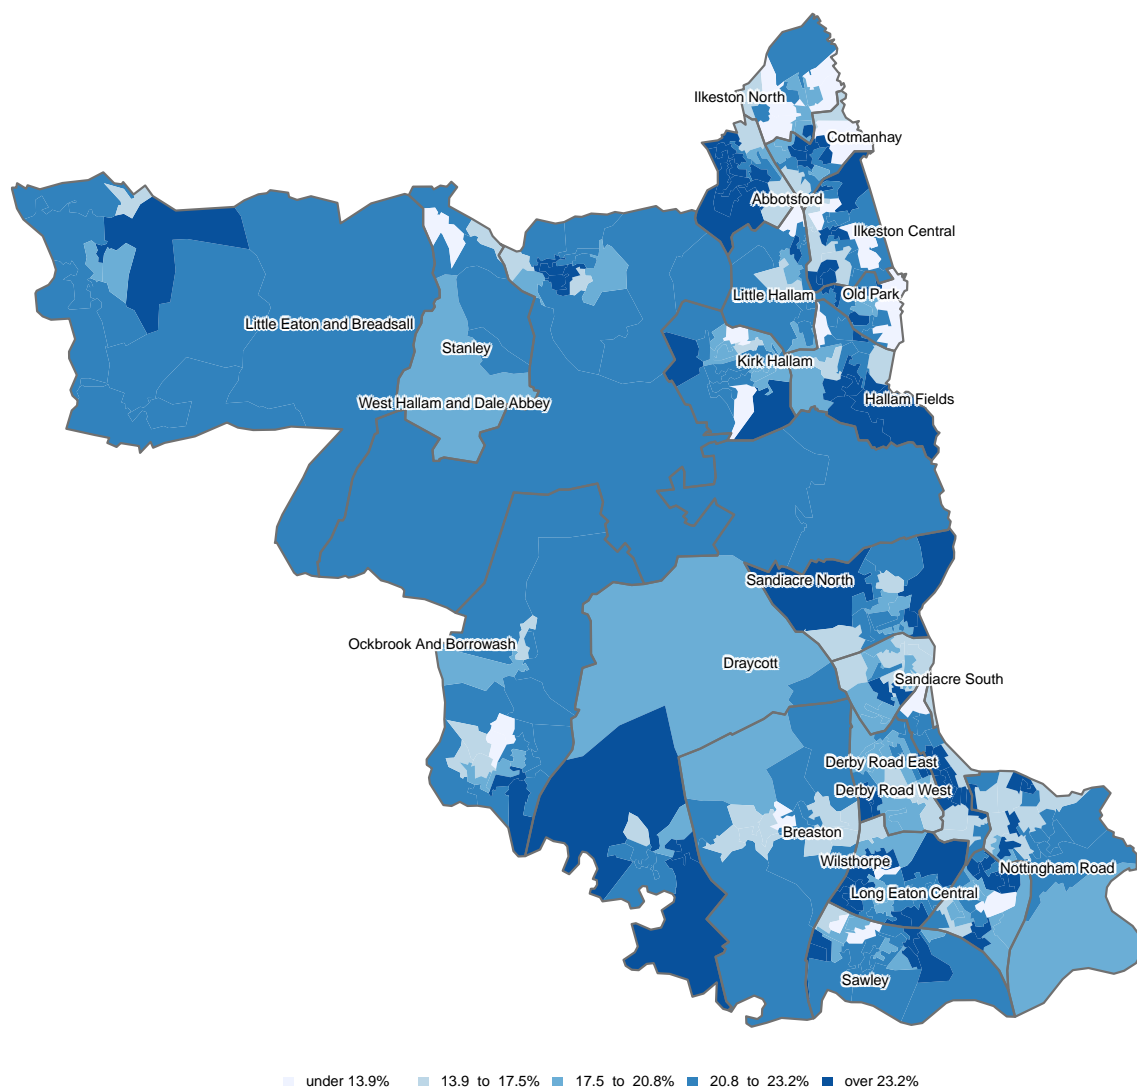 Ilkeston North
Cotmanhay
Abbotsford
Ilkeston Central
Little Hallam
Old Park
Little Eaton and Breadsall
Stanley
Kirk Hallam
West Hallam and Dale Abbey
Hallam Fields
Sandiacre North
Ockbrook And Borrowash
Draycott
Sandiacre South
Derby Road East
Derby Road West
Breaston
Wilsthorpe
Nottingham Road
Long Eaton Central
Sawley
under 13.9% 13.9 to 17.5% 17.5 to 20.8% 20.8 to 23.2% over 23.2%